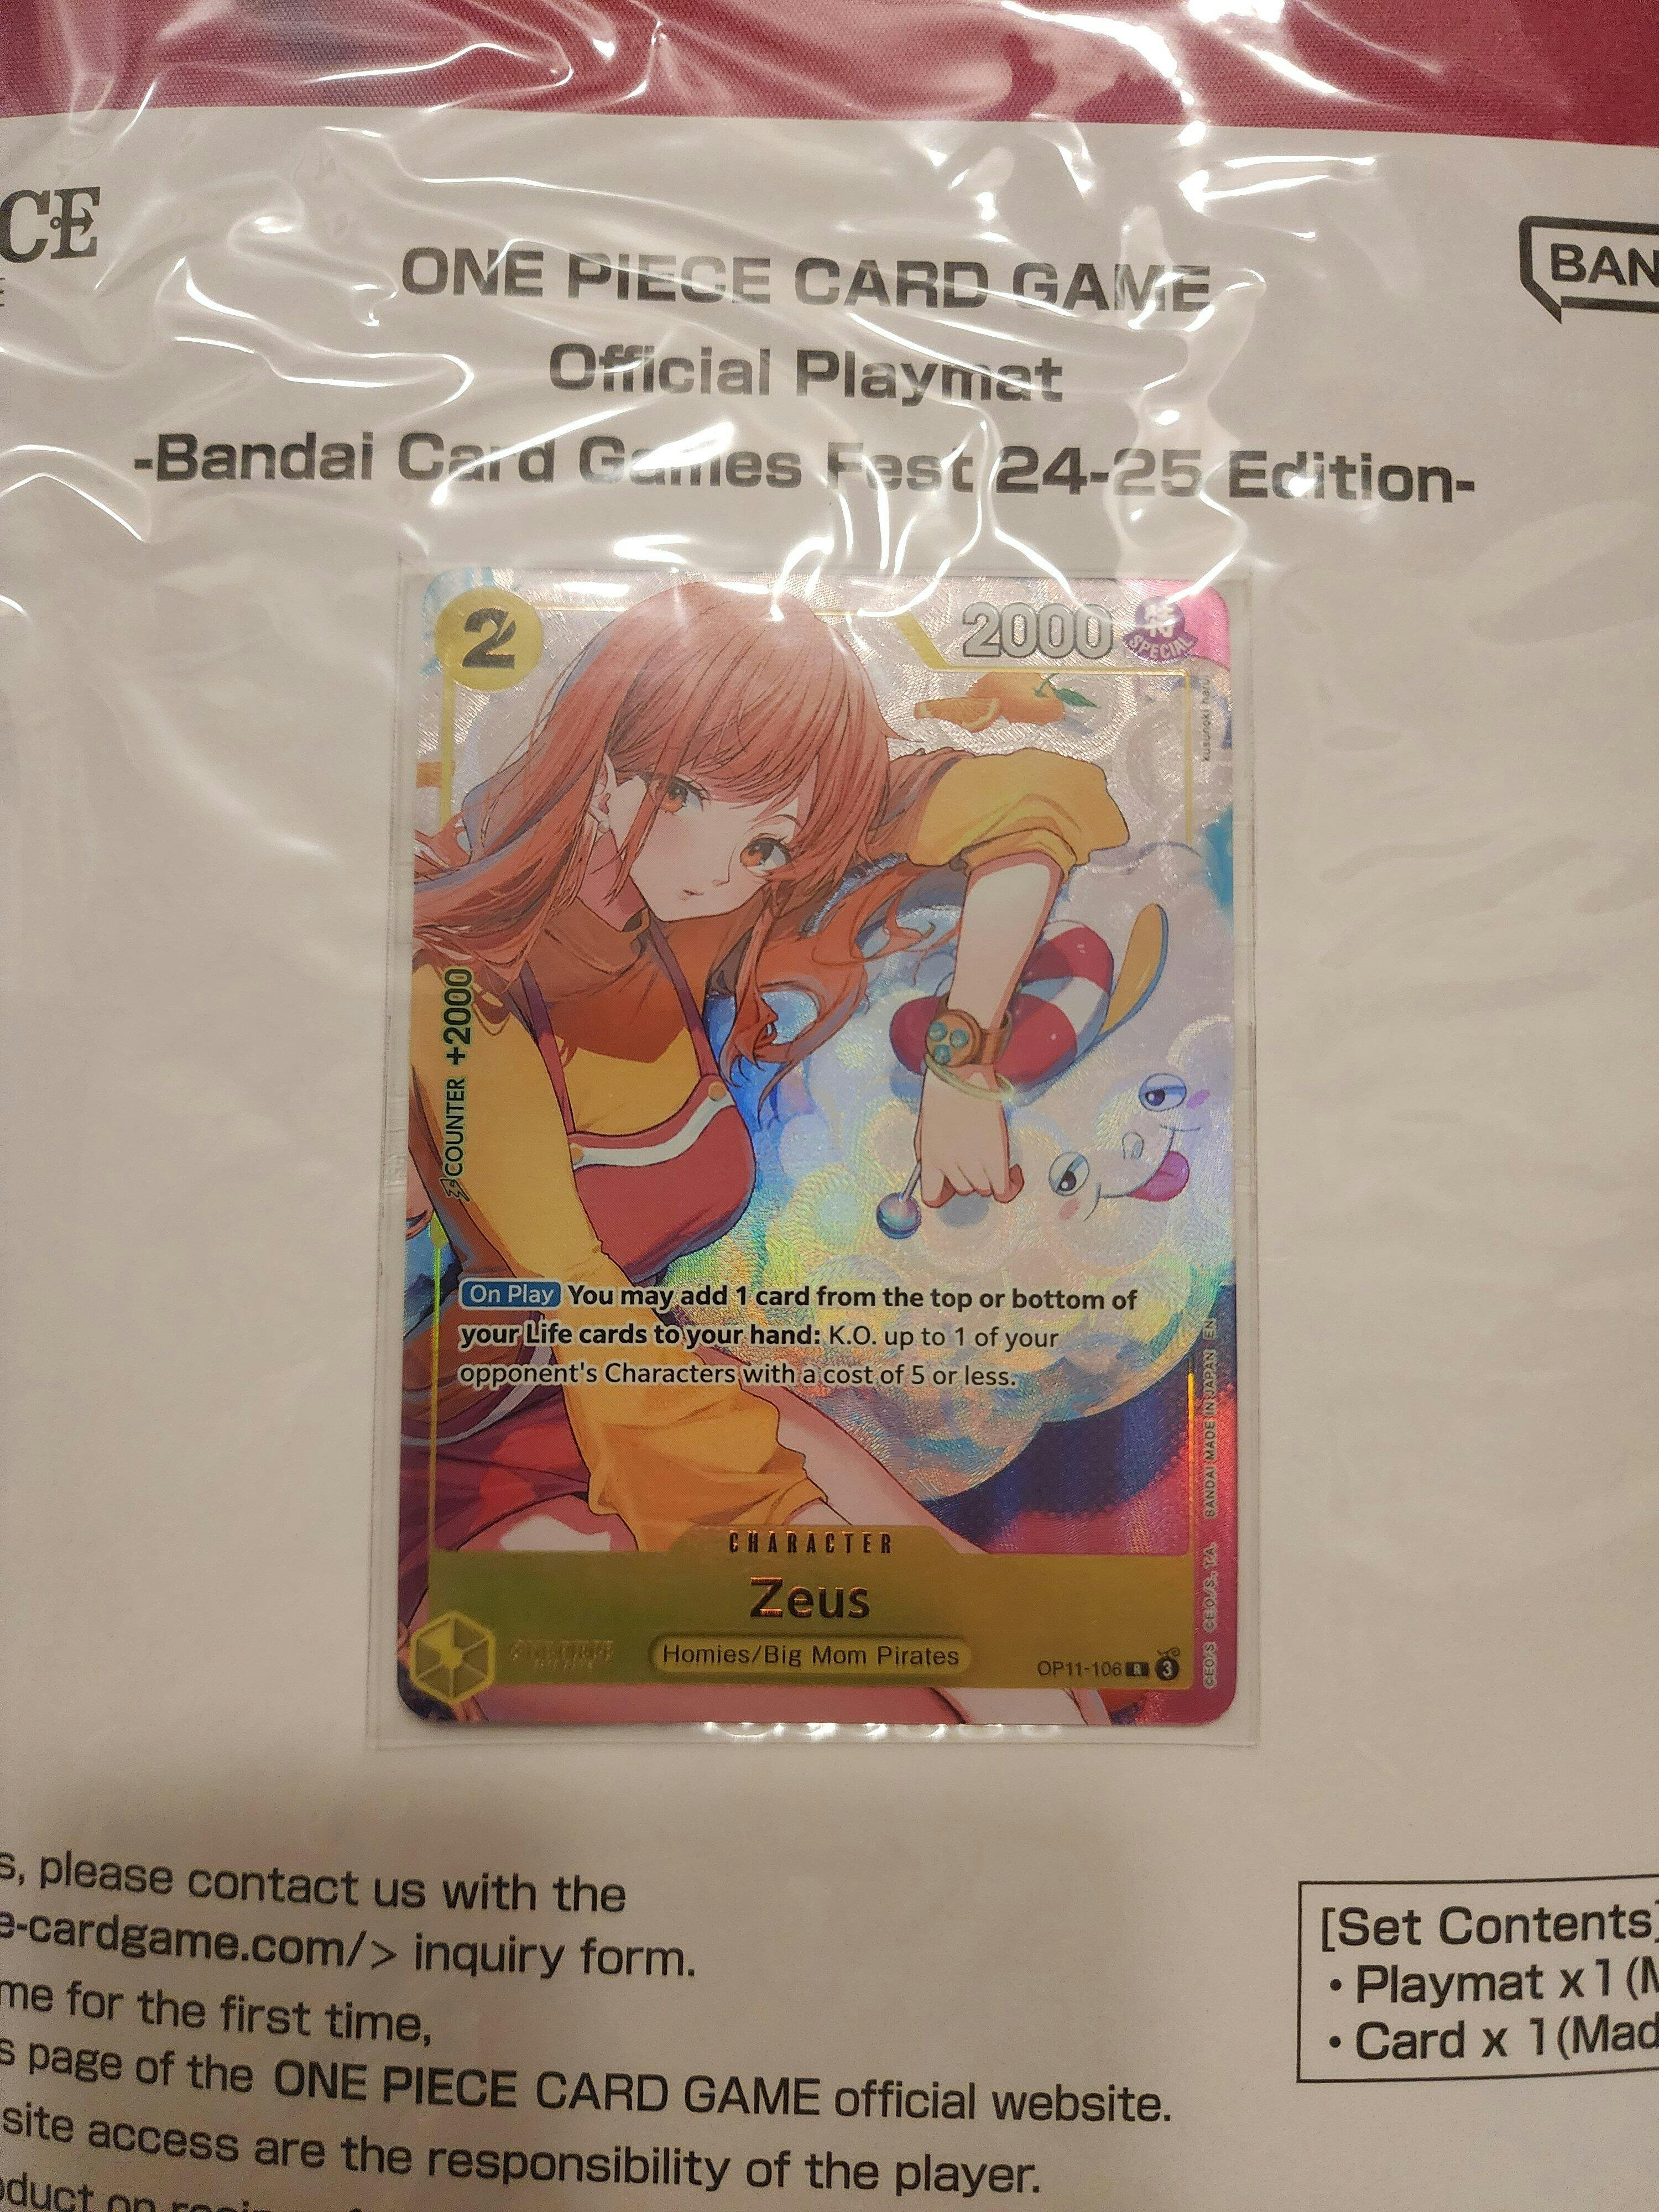 CE
BAN
ONE PIECE CARD GAME
Official Playmat
-Bandai Card Games Fest 24-25 Edition-
2
2000
特
SPECIAL
kusunoki haru
COUNTER +2000
On Play You may add 1 card from the top or bottom of
your Life cards to your hand: K.O. up to 1 of your
opponent's Characters with a cost of 5 or less.
CHARACTER
Zeus
Homies/Big Mom Pirates
OP11-106 R 3
©E.O/S ©E.O/S., T.A. BANDAI MADE IN JAPAN EN
s, please contact us with the
e-cardgame.com/> inquiry form.
me for the first time,
s page of the ONE PIECE CARD GAME official website.
site access are the responsibility of the player.
[Set Contents]
• Playmat x1 (M
• Card x 1 (Mad